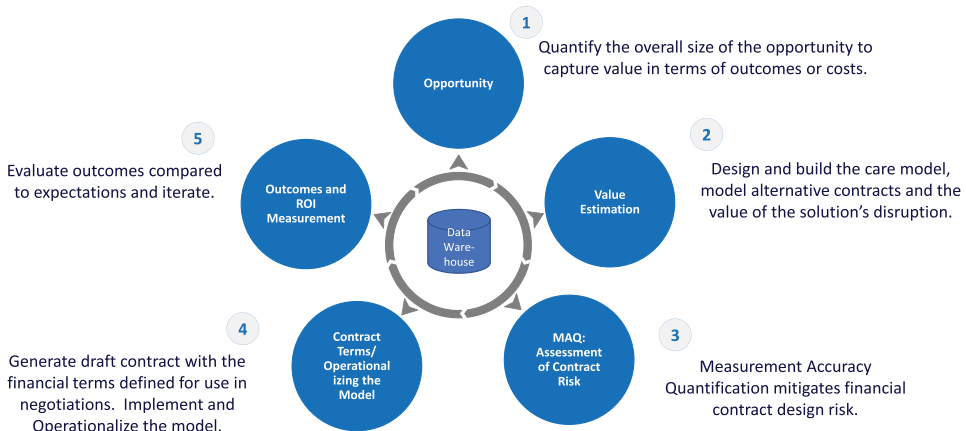 1
Opportunity
Quantify the overall size of the opportunity to
capture value in terms of outcomes or costs.
2
Value
Estimation
Design and build the care model,
model alternative contracts and the
value of the solution's disruption.
3
MAQ:
Assessment
of Contract
Risk
Measurement Accuracy
Quantification mitigates financial
contract design risk.
4
Contract
Terms/
Operational
izing the
Model
Generate draft contract with the
financial terms defined for use in
negotiations.  Implement and
Operationalize the model.
5
Outcomes and
ROI
Measurement
Evaluate outcomes compared
to expectations and iterate.
Data
Ware-
house